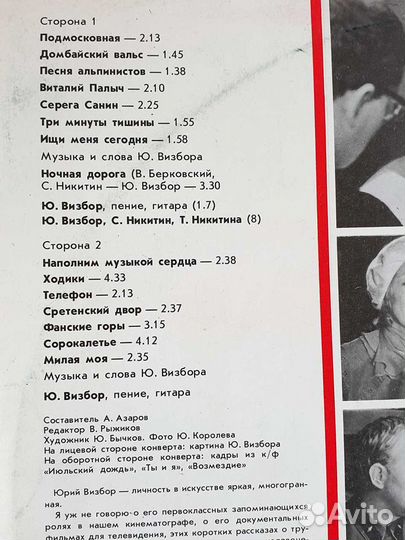 Сторона 1
Подмосковная — 2.13
Домбайский вальс — 1.45
Песня альпинистов — 1.38
Виталий Палыч — 2.10
Серега Санин — 2.25
Три минуты тишины — 1.55
Ищи меня сегодня — 1.58
Музыка и слова Ю. Визбора
Ночная дорога (В. Берковский,
С. Никитин — Ю. Визбор — 3.30
Ю. Визбор, пение, гитара (1.7)
Ю. Визбор, С. Никитин, Т. Никитина (8)
Сторона 2
Наполним музыкой сердца — 2.38
Ходики — 4.33
Телефон — 2.13
Сретенский двор — 2.37
Фанские горы — 3.15
Сорокалетье — 4.12
Милая моя — 2.35
Музыка и слова Ю. Визбора
Ю. Визбор, пение, гитара
Составитель А. Азаров
Редактор В. Рыжиков
Художник Ю. Бычков. Фото Ю. Королева
На лицевой стороне конверта: картина Ю. Визбора
На оборотной стороне конверта: кадры из к/ф
«Июльский дождь», «Ты и я», «Возмездие»
Юрий Визбор — личность в искусстве яркая, многогран-
ная.
Я уж не говорю о его первоклассных запоминающихся
ролях в нашем кинематографе, о его документальных
фильмах для телевидения, этих коротких рассказах о тру-
Avito